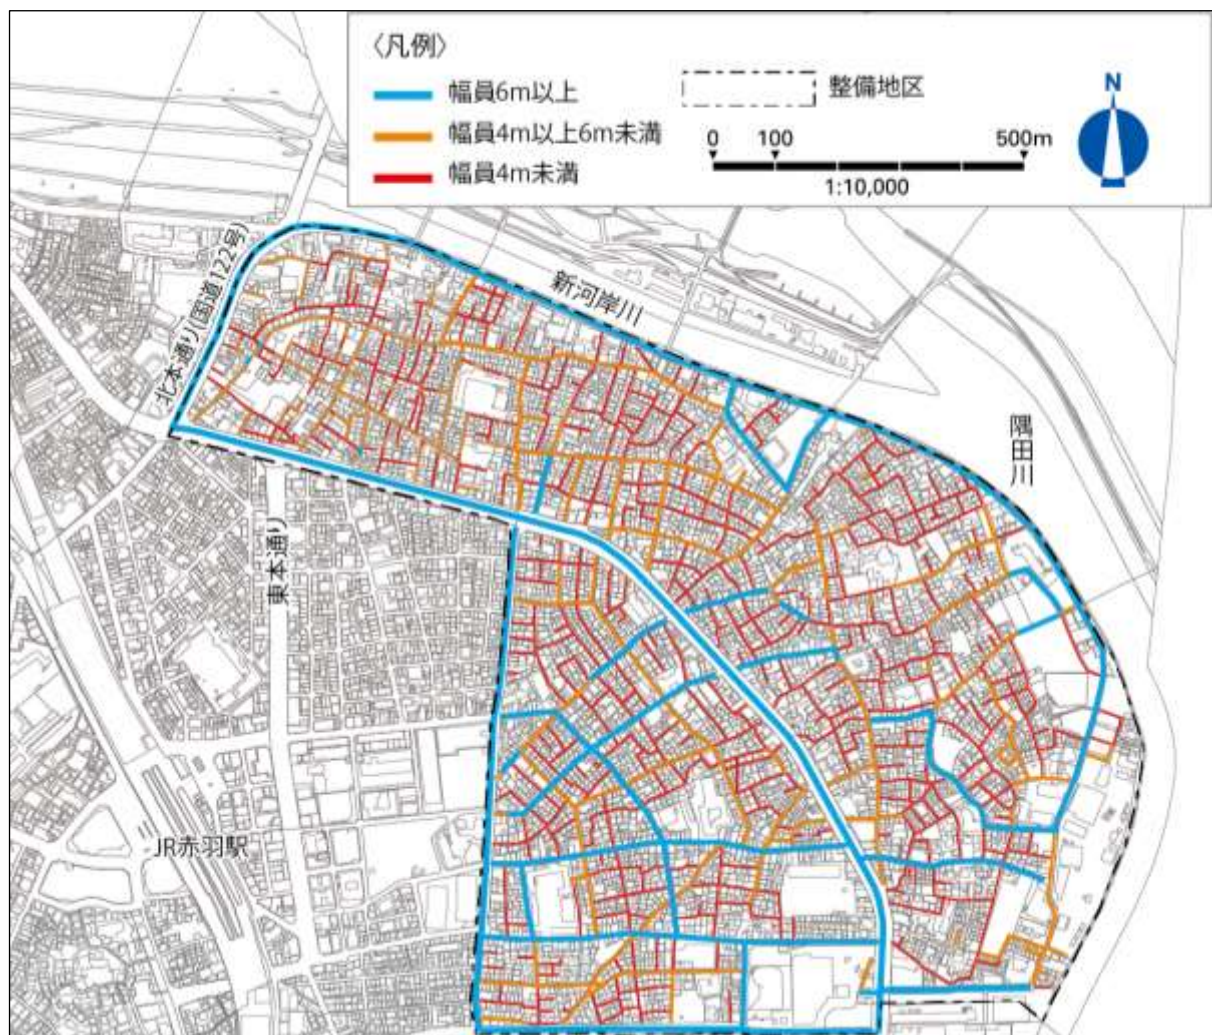 〈凡例〉
幅員6m以上
幅員4m以上6m未満
幅員4m未満
整備地区
0 100 500m
1:10,000
N
北本通り(国道122号)
新河岸川
隅田川
東本通り
JR赤羽駅